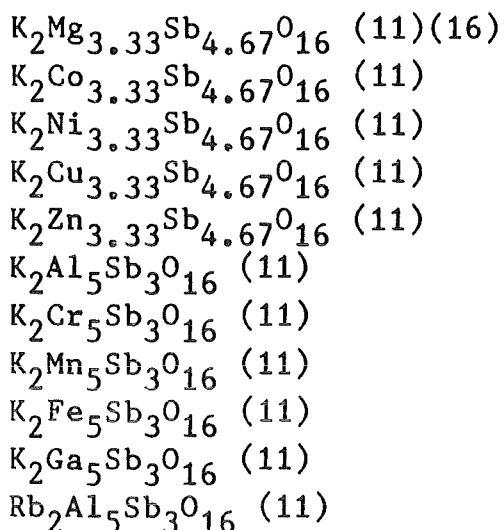 K2Mg3.33Sb4.67O16 (11)(16)
K2Co3.33Sb4.67O16 (11)
K2Ni3.33Sb4.67O16 (11)
K2Cu3.33Sb4.67O16 (11)
K2Zn3.33Sb4.67O16 (11)
K2Al5Sb3O16 (11)
K2Cr5Sb3O16 (11)
K2Mn5Sb3O16 (11)
K2Fe5Sb3O16 (11)
K2Ga5Sb3O16 (11)
Rb2Al5Sb3O16 (11)